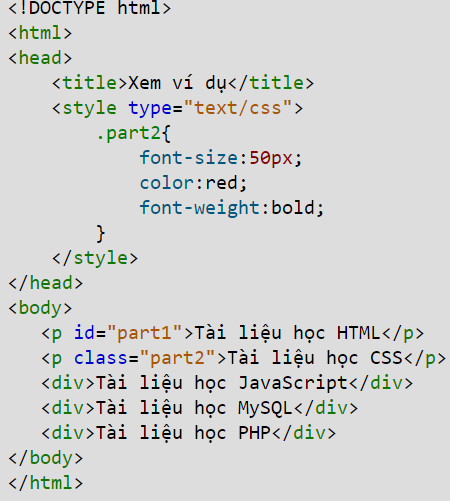 <!DOCTYPE html>
<html>
<head>
    <title>Xem ví dụ</title>
    <style type="text/css">
        .part2{
            font-size:50px;
            color:red;
            font-weight:bold;
        }
    </style>
</head>
<body>
   <p id="part1">Tài liệu học HTML</p>
   <p class="part2">Tài liệu học CSS</p>
   <div>Tài liệu học JavaScript</div>
   <div>Tài liệu học MySQL</div>
   <div>Tài liệu học PHP</div>
</body>
</html>